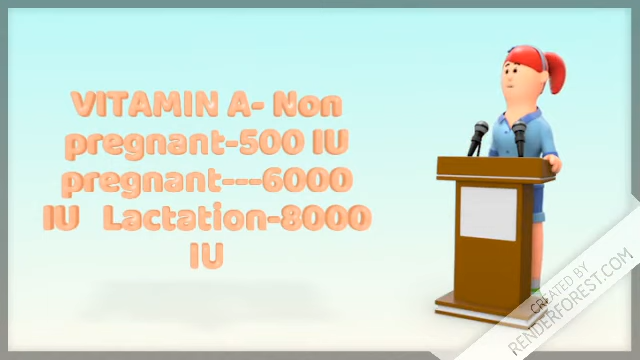 VITAMIN A- Non
pregnant-500 IU
pregnant---6000
IU Lactation-8000
IU
CREATED BY
RENDERFOREST.COM